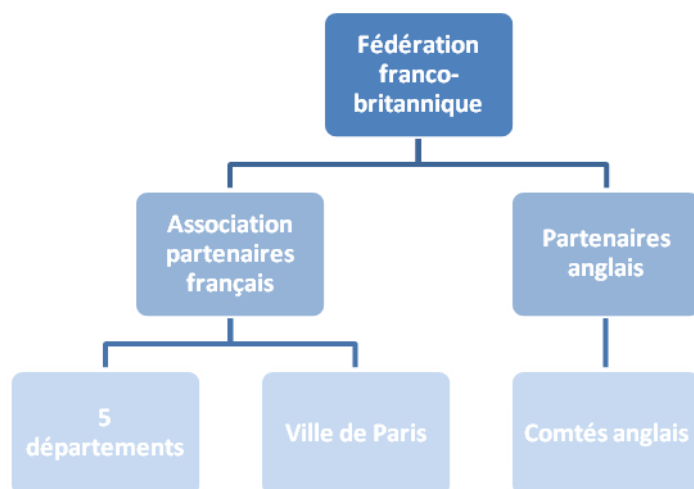 Fédération
franco-
britannique
Association
partenaires
français
Partenaires
anglais
5
départements
Ville de Paris
Comtés anglais